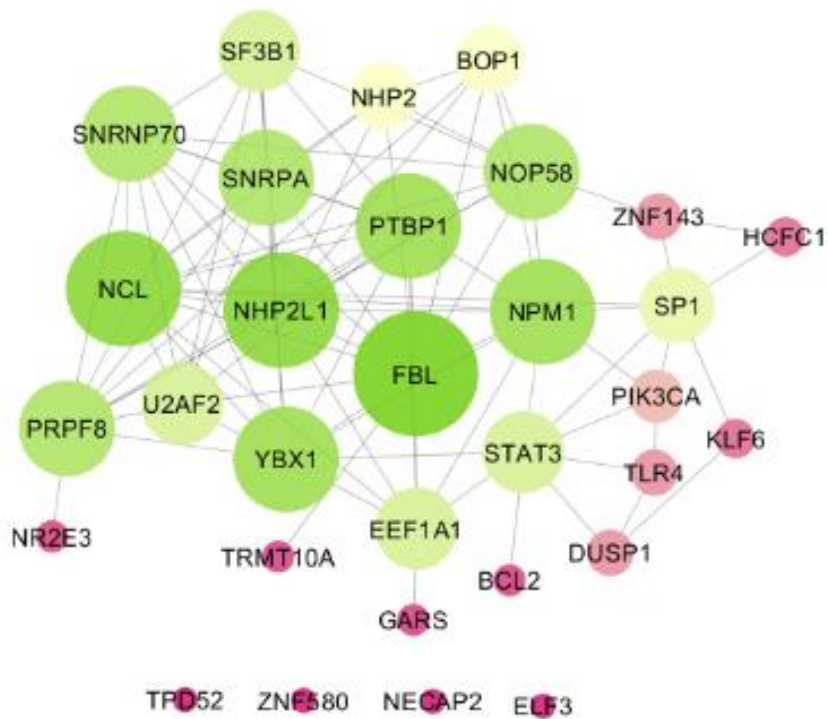 SF3B1
BOP1
NHP2
SNRNP70
SNRPA
NOP58
PTBP1
ZNF143
HCFC1
NCL
NHP2L1
NPM1
SP1
FBL
U2AF2
PIK3CA
PRPF8
KLF6
YBX1
STAT3
TLR4
EEF1A1
NR2E3
TRMT10A
DUSP1
BCL2
GARS
TPD52
ZNF580
NECAP2
ELF3